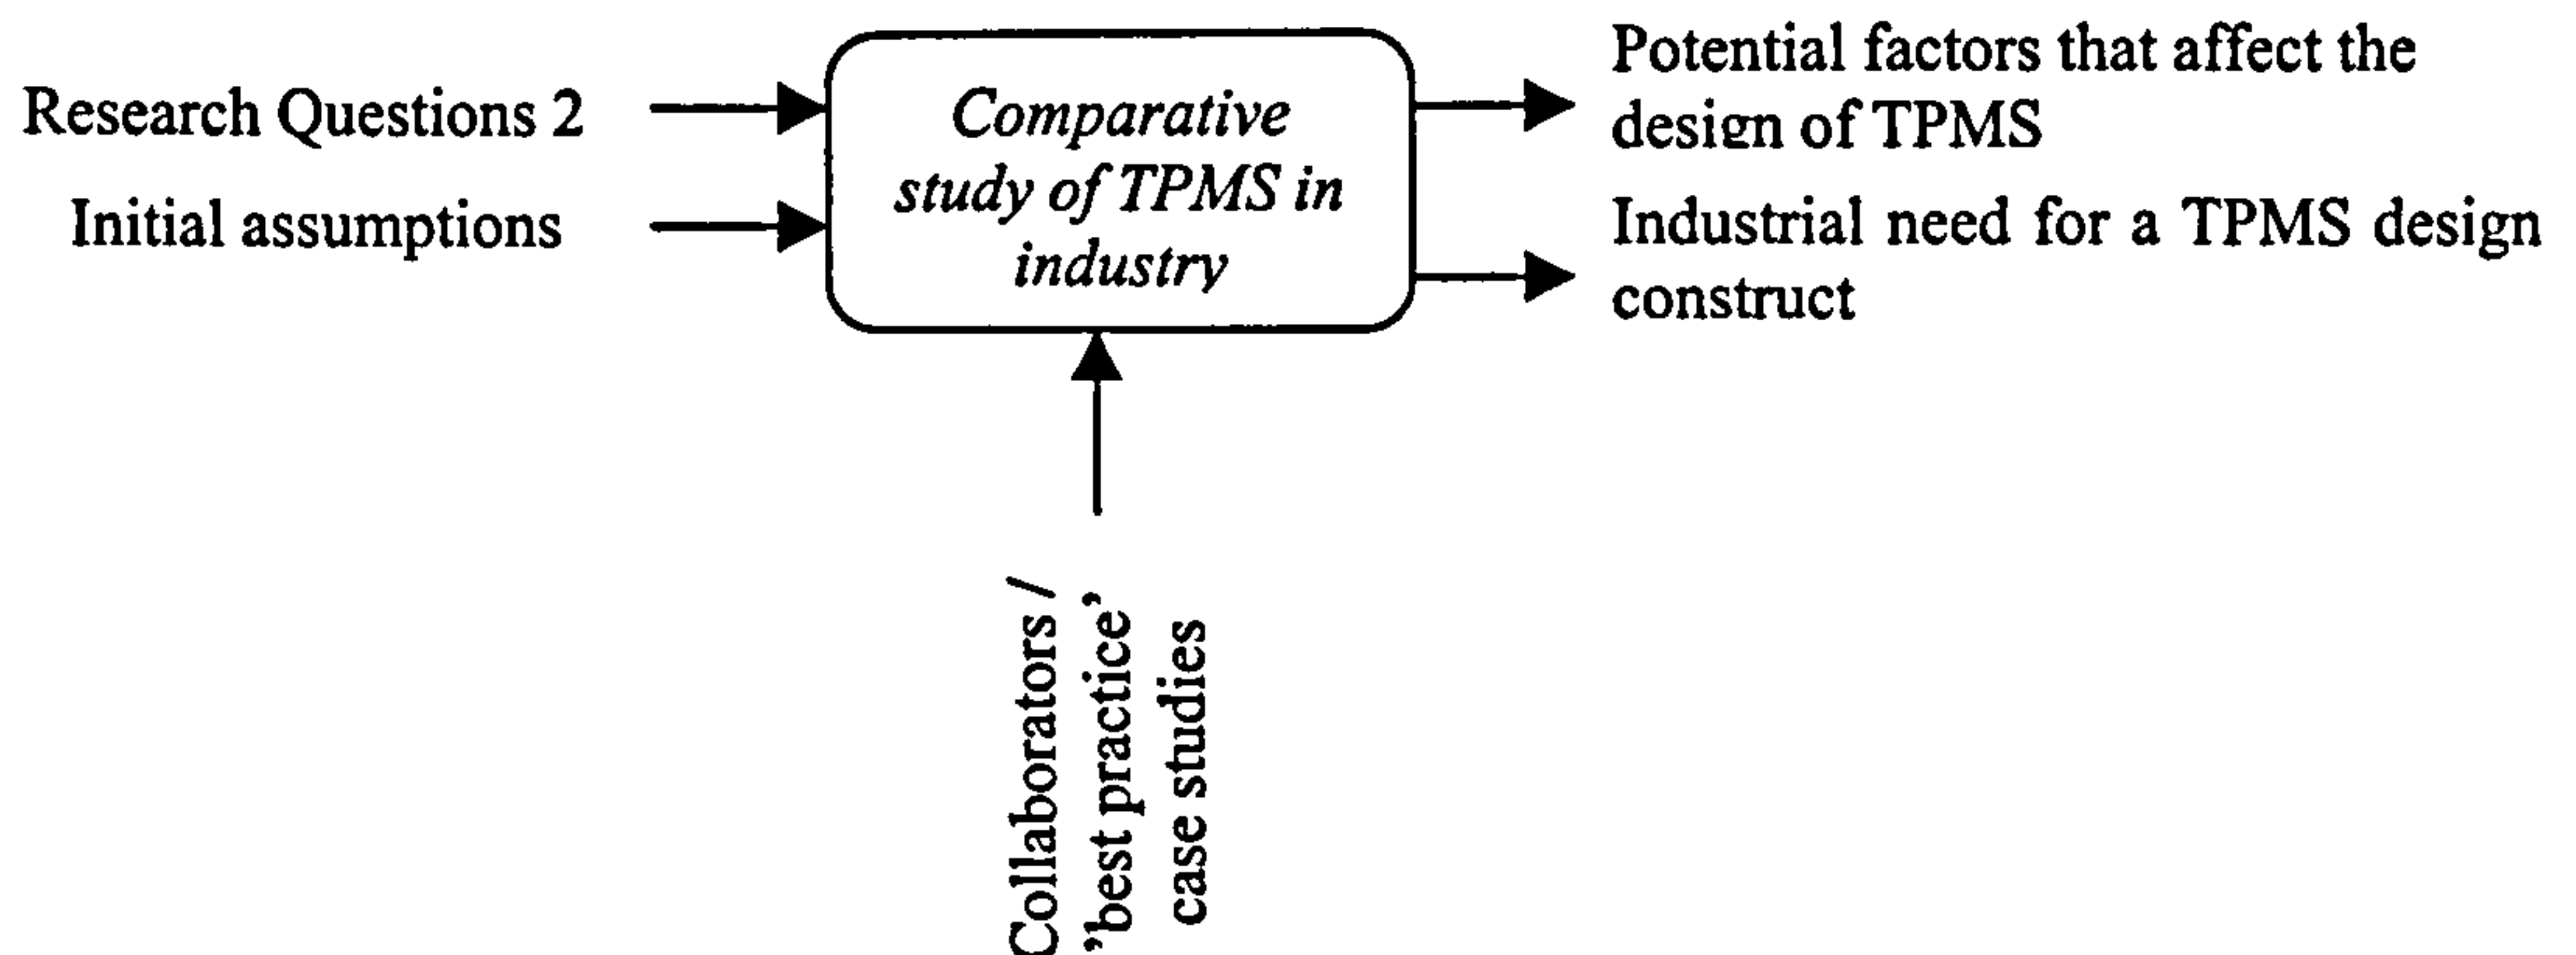 Research Questions 2
Initial assumptions
Comparative
study of TPMS in
industry
Potential factors that affect the
design of TPMS
Industrial need for a TPMS design
construct
Collaborators /
'best practice'
case studies